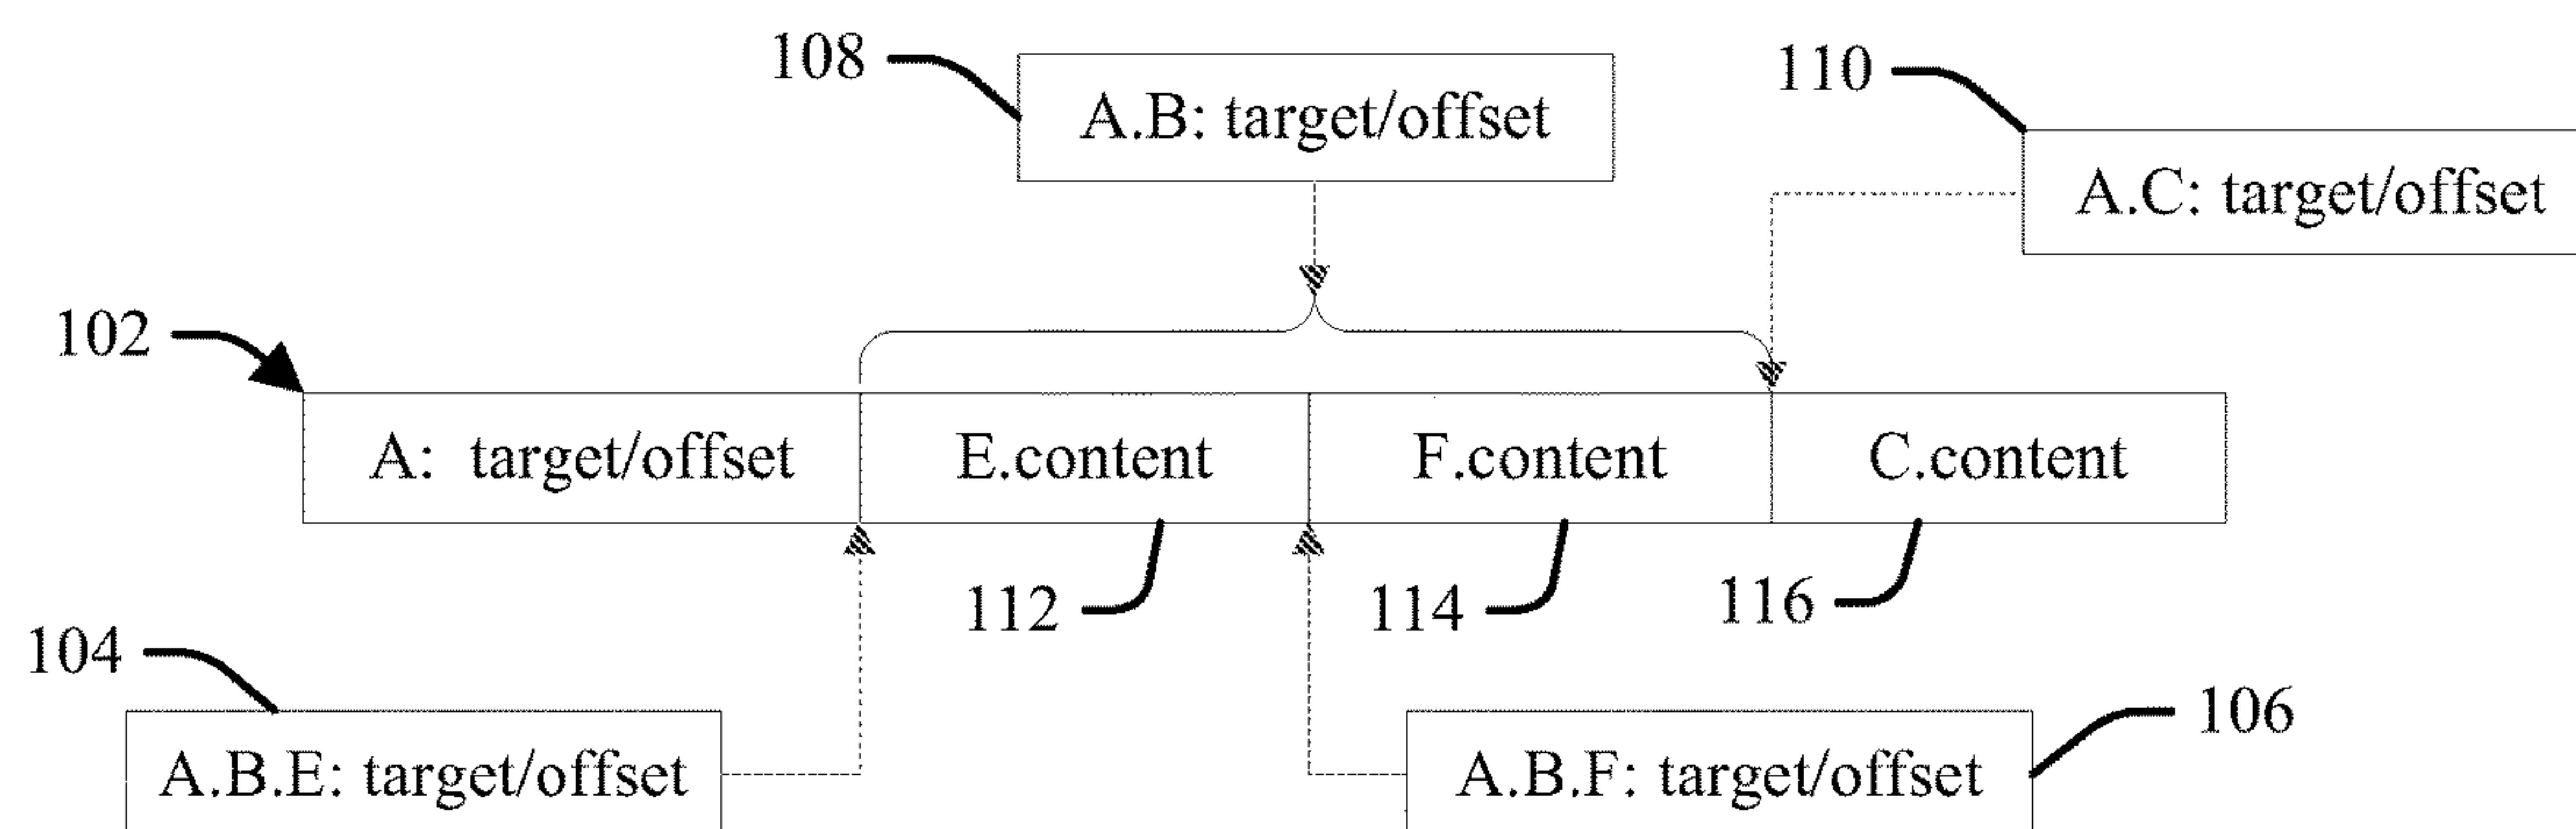 108
A.B: target/offset
110
A.C: target/offset
102
A: target/offset
E.content
F.content
C.content
112
114
116
104
A.B.E: target/offset
A.B.F: target/offset
106